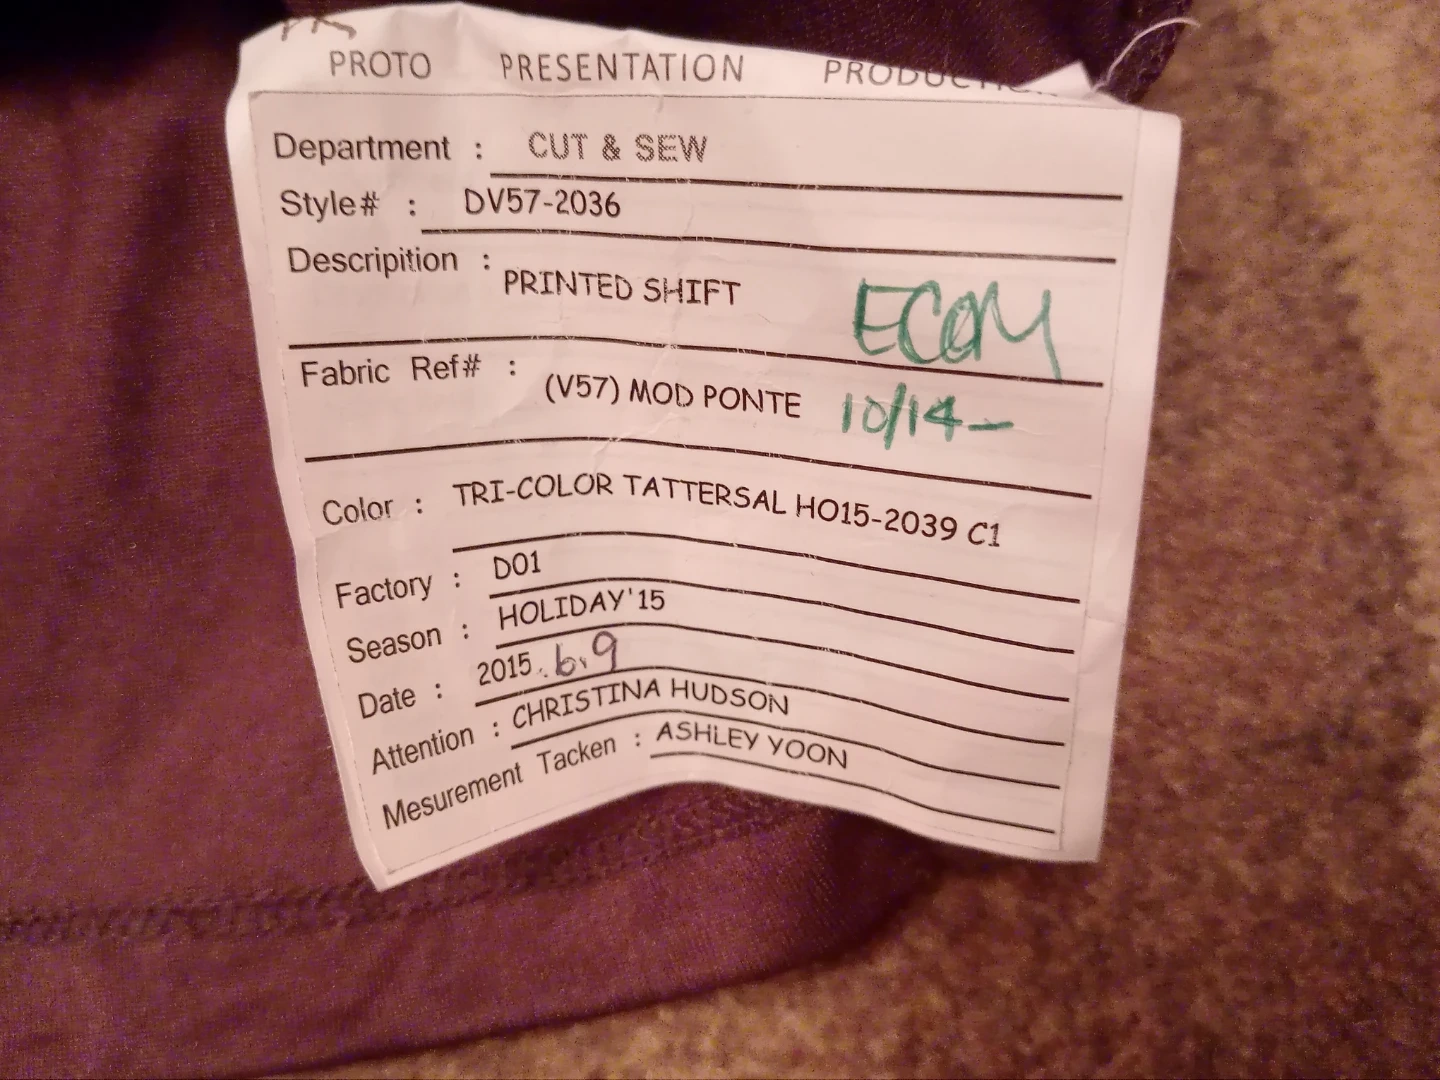 PROTO PRESENTATION PRODUCTION
Department : CUT & SEW
Style# : DV57-2036
Descripition : PRINTED SHIFT
ECOM
Fabric Ref# : (V57) MOD PONTE
10/14-
Color : TRI-COLOR TATTERSAL HO15-2039 C1
Factory : D01
Season : HOLIDAY'15
Date : 2015.6.9
Attention : CHRISTINA HUDSON
Mesurement Tacken : ASHLEY YOON